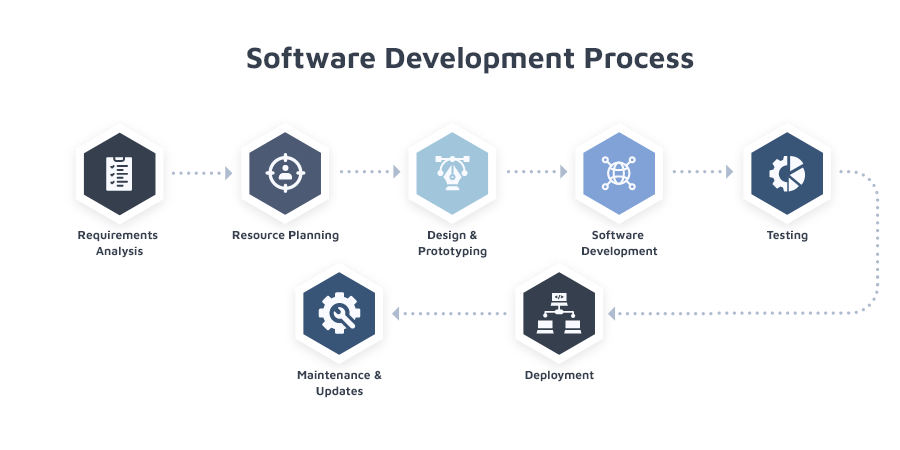 Software Development Process
Requirements
Analysis
Resource Planning
Design &
Prototyping
Software
Development
Testing
Maintenance &
Updates
</>
Deployment